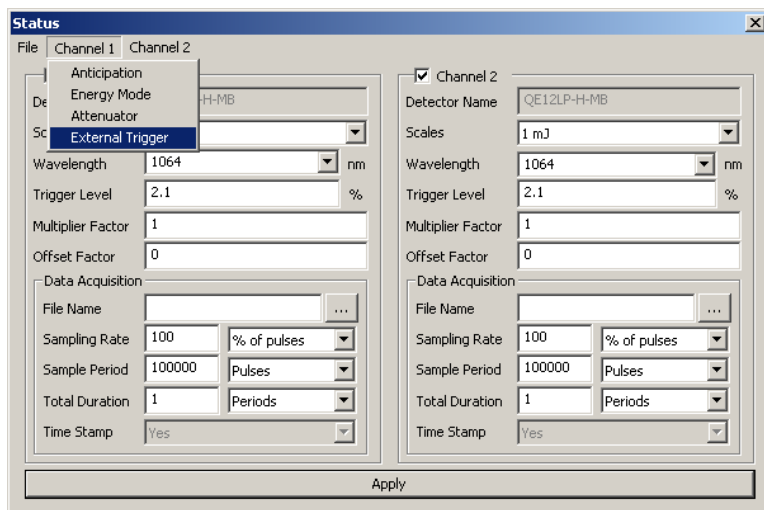 Status
File Channel 1 Channel 2
Anticipation
Energy Mode
Attenuator
External Trigger
De -H-MB
Sc
Wavelength 1064 nm
Trigger Level 2.1 %
Multiplier Factor 1
Offset Factor 0
Data Acquisition
File Name ...
Sampling Rate 100 % of pulses
Sample Period 100000 Pulses
Total Duration 1 Periods
Time Stamp Yes
Channel 2
Detector Name QE12LP-H-MB
Scales 1 mJ
Wavelength 1064 nm
Trigger Level 2.1 %
Multiplier Factor 1
Offset Factor 0
Data Acquisition
File Name ...
Sampling Rate 100 % of pulses
Sample Period 100000 Pulses
Total Duration 1 Periods
Time Stamp Yes
Apply